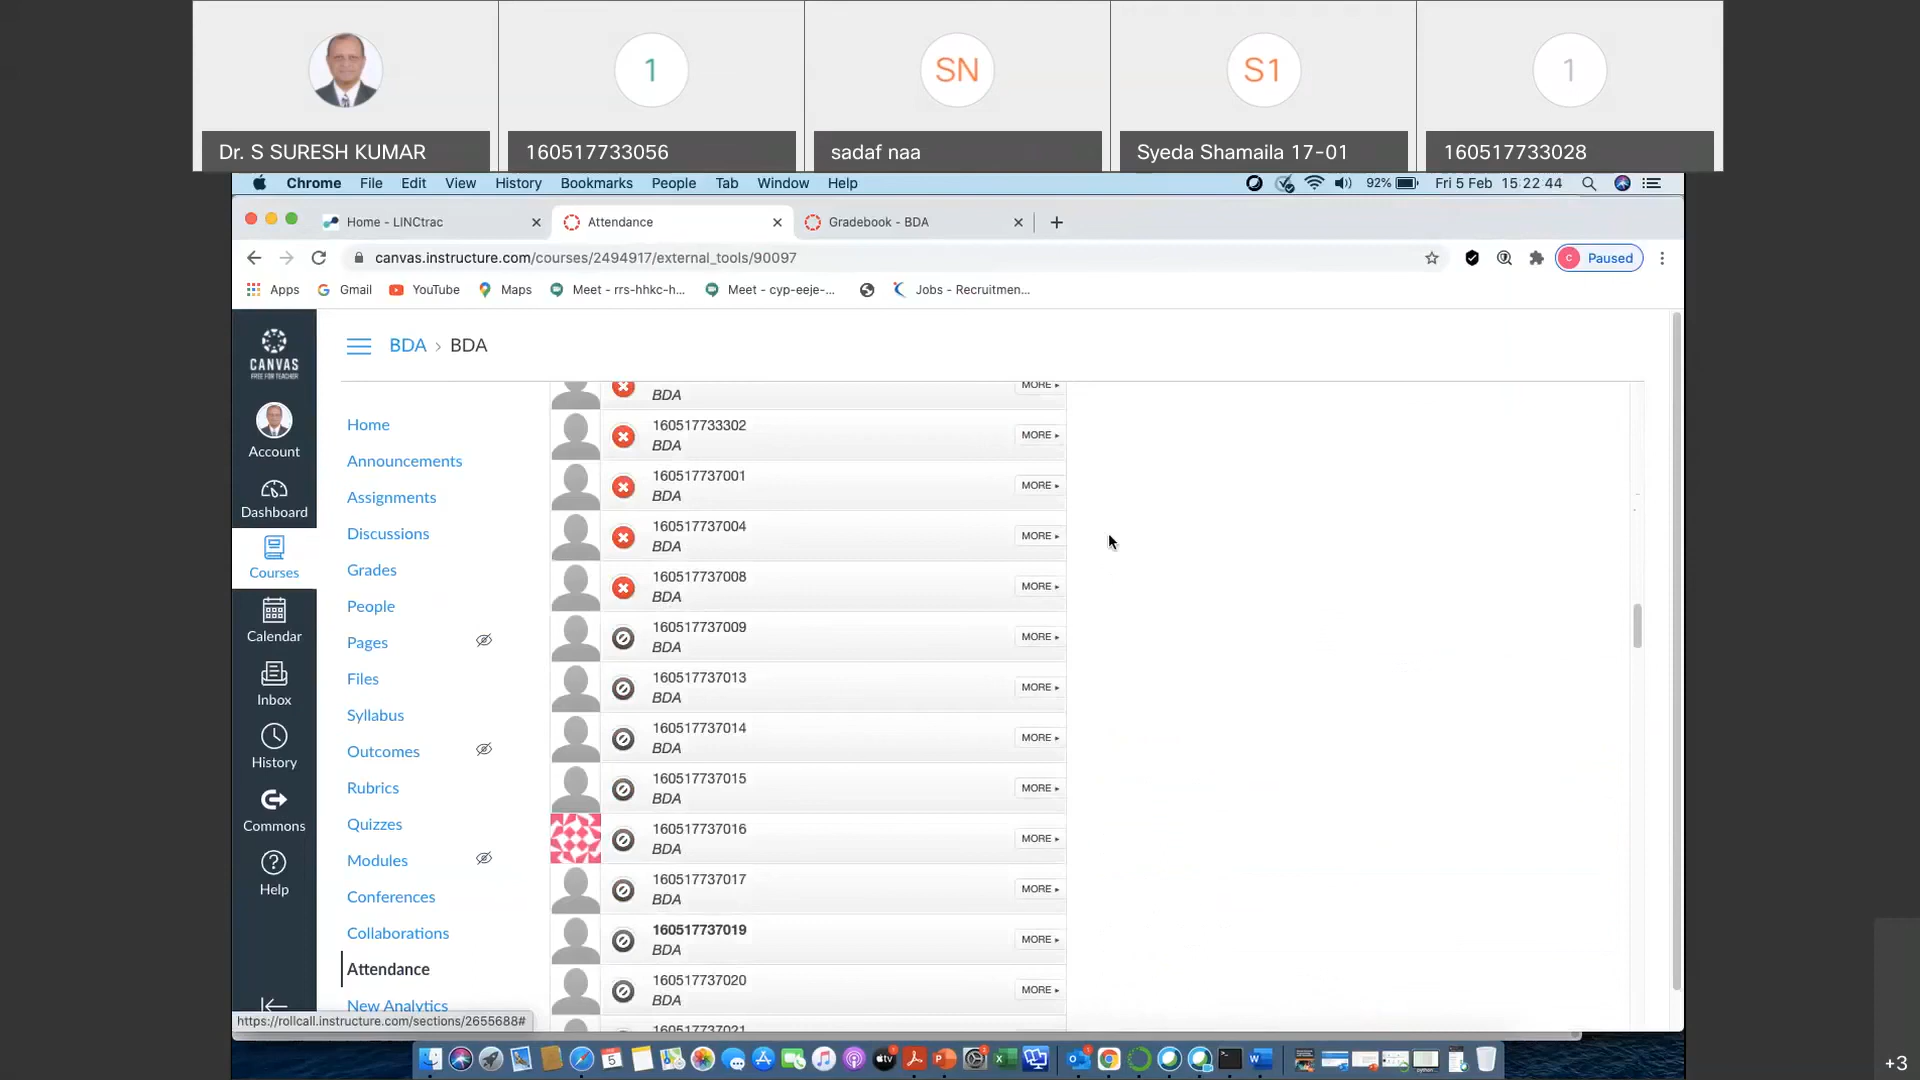 1
SN
S1
1
Dr. S SURESH KUMAR
160517733056
sadaf naa
Syeda Shamaila 17-01
160517733028
Chrome File Edit View History Bookmarks People Tab Window Help
92% Fri 5 Feb 15 22 44
Home - LINCtrac
Attendance
Gradebook - BDA
canvas.instructure.com/courses/2494917/external_tools/90097
C Paused
Apps Gmail YouTube Maps Meet - rrs-hhkc-h... Meet - cyp-eeje-... Jobs - Recruitmen...
CANVAS
FREE FOR TEACHER
Account
Dashboard
Courses
Calendar
Inbox
History
Commons
Help
BDA › BDA
Home
Announcements
Assignments
Discussions
Grades
People
Pages
Files
Syllabus
Outcomes
Rubrics
Quizzes
Modules
Conferences
Collaborations
Attendance
New Analytics
BDA
MORE
160517733302
BDA
MORE
160517737001
BDA
MORE
160517737004
BDA
MORE
160517737008
BDA
MORE
160517737009
BDA
MORE
160517737013
BDA
MORE
160517737014
BDA
MORE
160517737015
BDA
MORE
160517737016
BDA
MORE
160517737017
BDA
MORE
160517737019
BDA
MORE
160517737020
BDA
MORE
160517737021
https://rollcall.instructure.com/sections/2655688#
+3